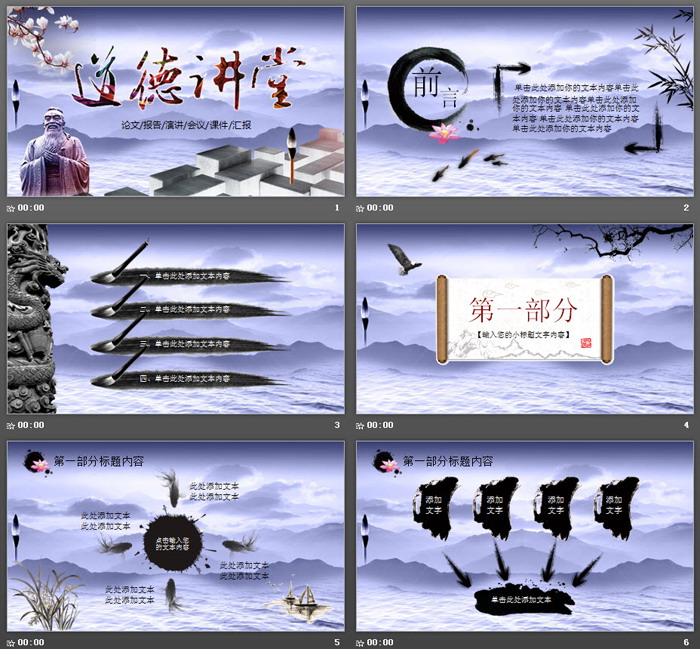 道德讲堂
论文/报告/演讲/会议/课件/汇报
00:00
1
前
言
单击此处添加你的文本内容单击此
处添加你的文本内容单击此处添加
你的文本内容 单击此处添加你的文
本内容 单击此处添加你的文本内容
单击此处添加你的文本内容
00:00
2
一、单击此处添加文本内容
二、单击此处添加文本内容
三、单击此处添加文本内容
四、单击此处添加文本内容
00:00
3
第一部分
【输入您的小标题文字内容】
00:00
4
第一部分标题内容
此处添加文本
此处添加文本
此处添加文本
此处添加文本
点击输入您
的文本内容
此处添加文本
此处添加文本
此处添加文本
此处添加文本
00:00
5
第一部分标题内容
添加
文字
添加
文字
添加
文字
添加
文字
单击此处添加文本
00:00
6